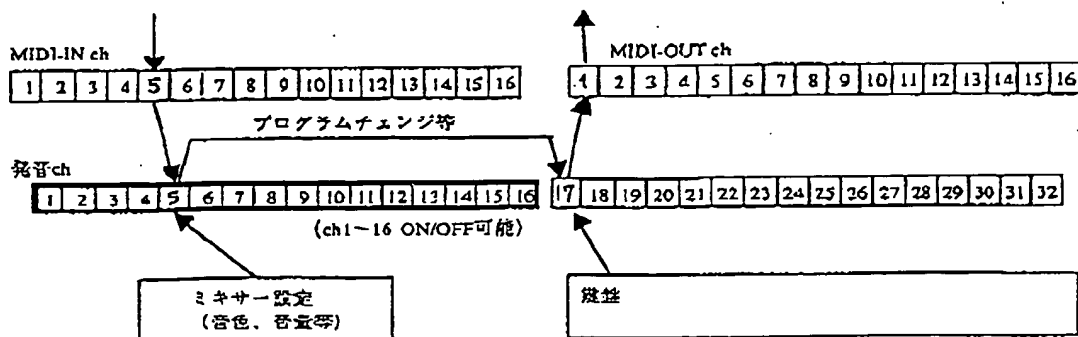 MIDI-IN ch
1 2 3 4 5 6 7 8 9 10 11 12 13 14 15 16
MIDI-OUT ch
1 2 3 4 5 6 7 8 9 10 11 12 13 14 15 16
プログラムチェンジ等
発音ch
1 2 3 4 5 6 7 8 9 10 11 12 13 14 15 16
17 18 19 20 21 22 23 24 25 26 27 28 29 30 31 32
(ch1~16 ON/OFF可能)
ミキサー設定
(音色、音量等)
鍵盤